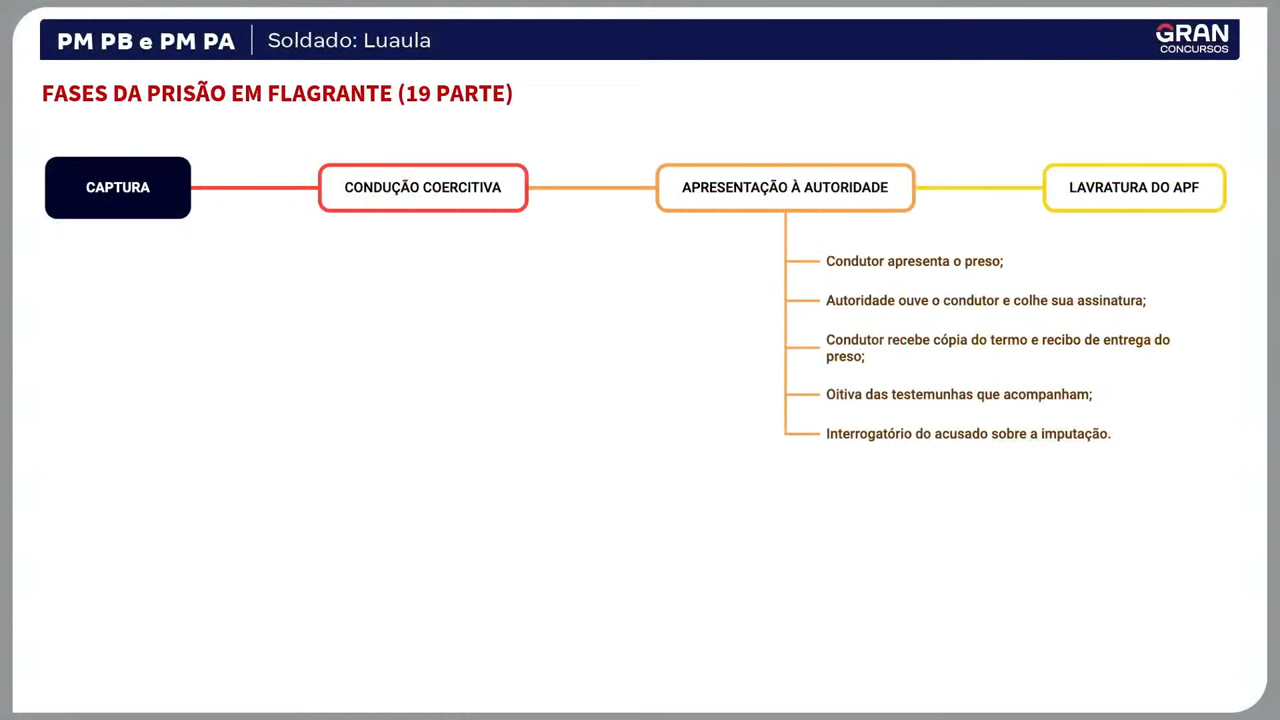 PM PB e PM PA
Soldado: Luaula
GRAN
CONCURSOS
FASES DA PRISÃO EM FLAGRANTE (19 PARTE)
CAPTURA
CONDUÇÃO COERCITIVA
APRESENTAÇÃO À AUTORIDADE
LAVRATURA DO APF
Condutor apresenta o preso;
Autoridade ouve o condutor e colhe sua assinatura;
Condutor recebe cópia do termo e recibo de entrega do
preso;
Oitiva das testemunhas que acompanham;
Interrogatório do acusado sobre a imputação.